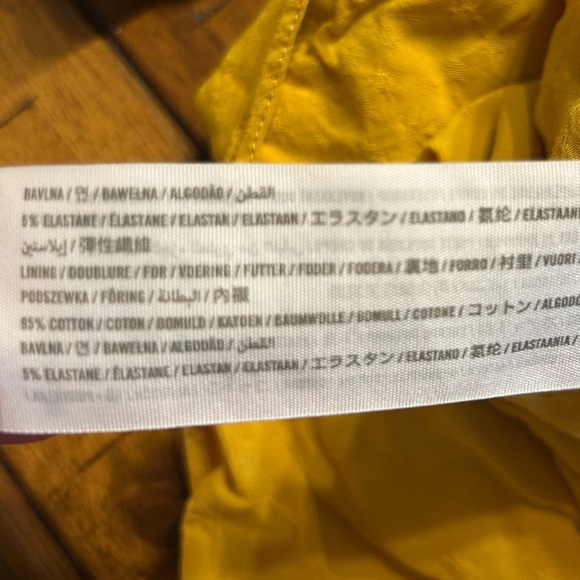 BAVLNA / 면 / BAWEŁNA / ALGODÃO / القطن
5% ELASTANE / ÉLASTANE / ELASTAN / ELASTAAN / エラスタン / ELASTANO / 氨纶 / ELASTAANI
إيلاستين / 彈性纖維
LINING / DOUBLURE / FOR / VOERING / FUTTER / FODER / FODERA / 裏地 / FORRO / 衬里 / VUORI
PODSZEWKA / FÖRING / البطانة / 內襯
95% COTTON / COTON / BOMULD / KATOEN / BAUMWOLLE / BOMULL / COTONE / コットン / ALGODÓ
BAVLNA / 면 / BAWEŁNA / ALGODÃO / القطن
5% ELASTANE / ÉLASTANE / ELASTAN / ELASTAAN / エラスタン / ELASTANO / 氨纶 / ELASTAANIA /